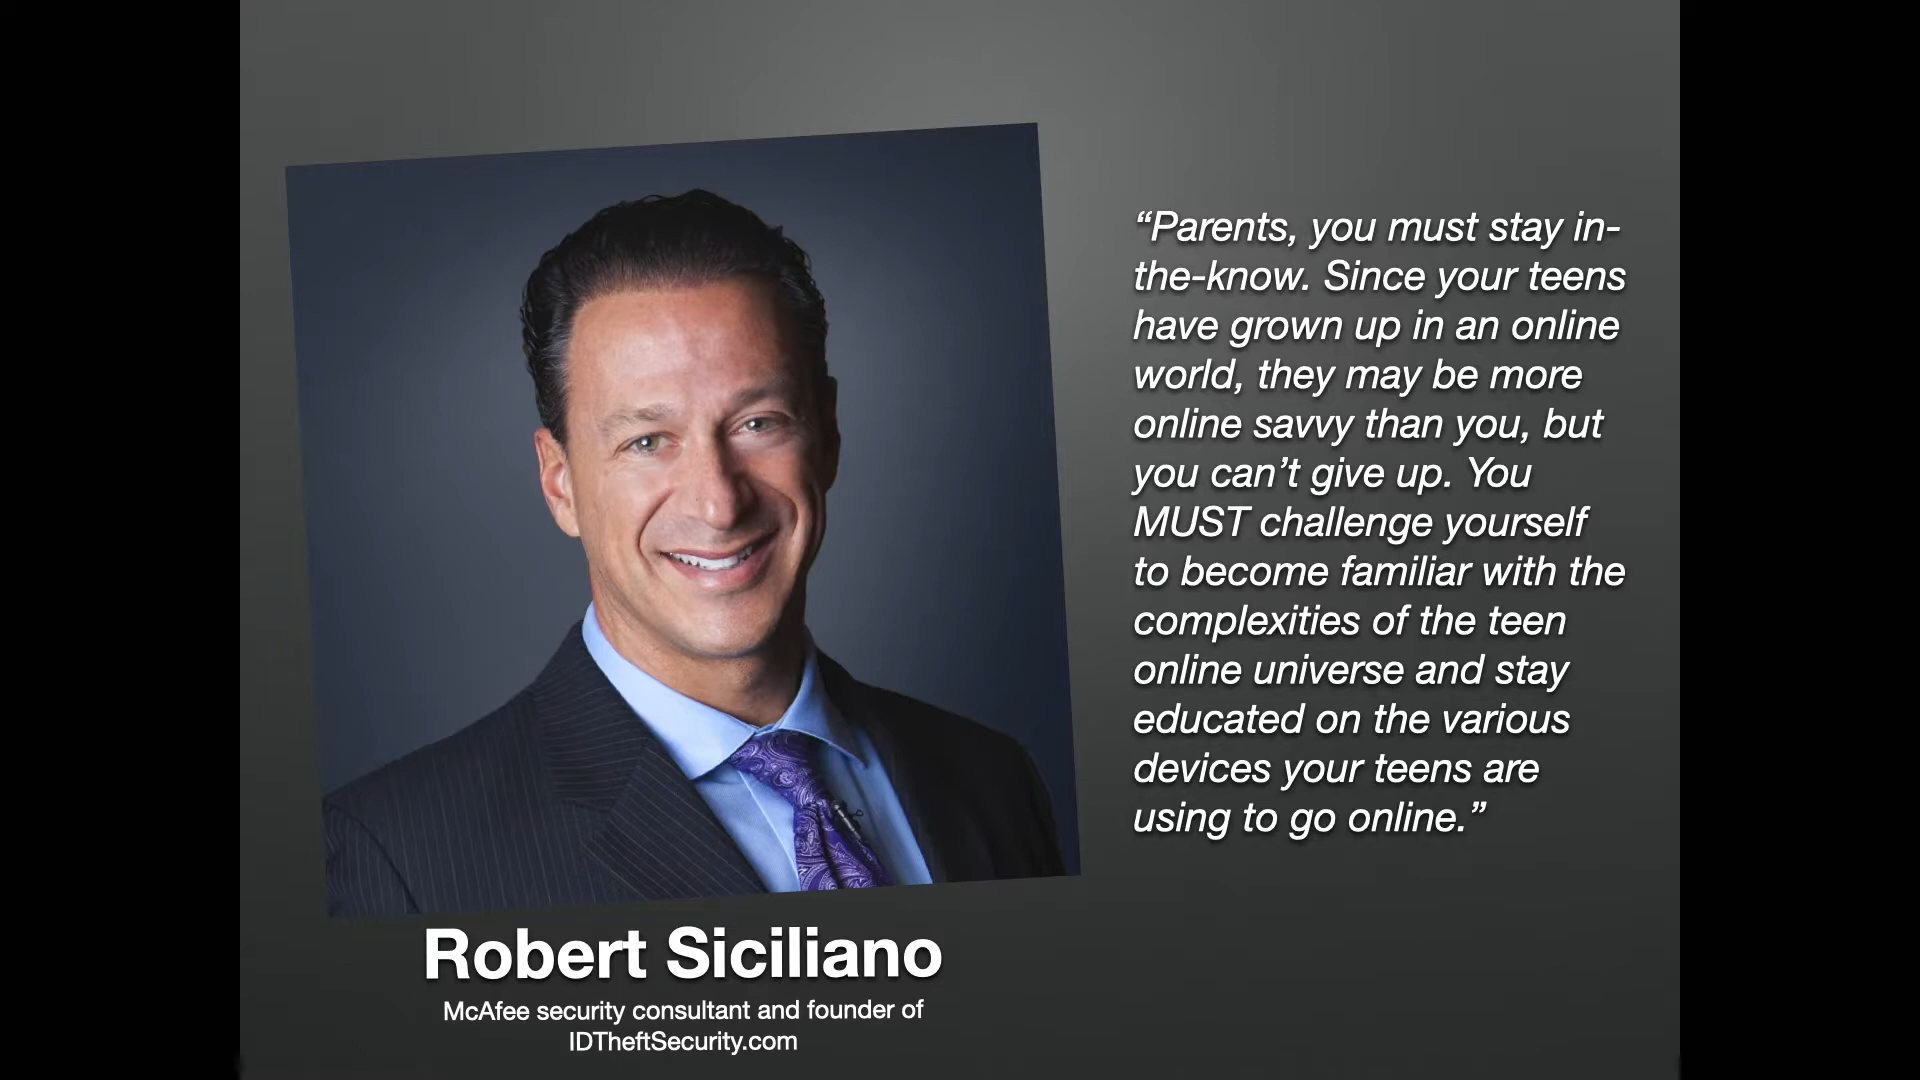 “Parents, you must stay in-
the-know. Since your teens
have grown up in an online
world, they may be more
online savvy than you, but
you can’t give up. You
MUST challenge yourself
to become familiar with the
complexities of the teen
online universe and stay
educated on the various
devices your teens are
using to go online.”
Robert Siciliano
McAfee security consultant and founder of
IDTheftSecurity.com